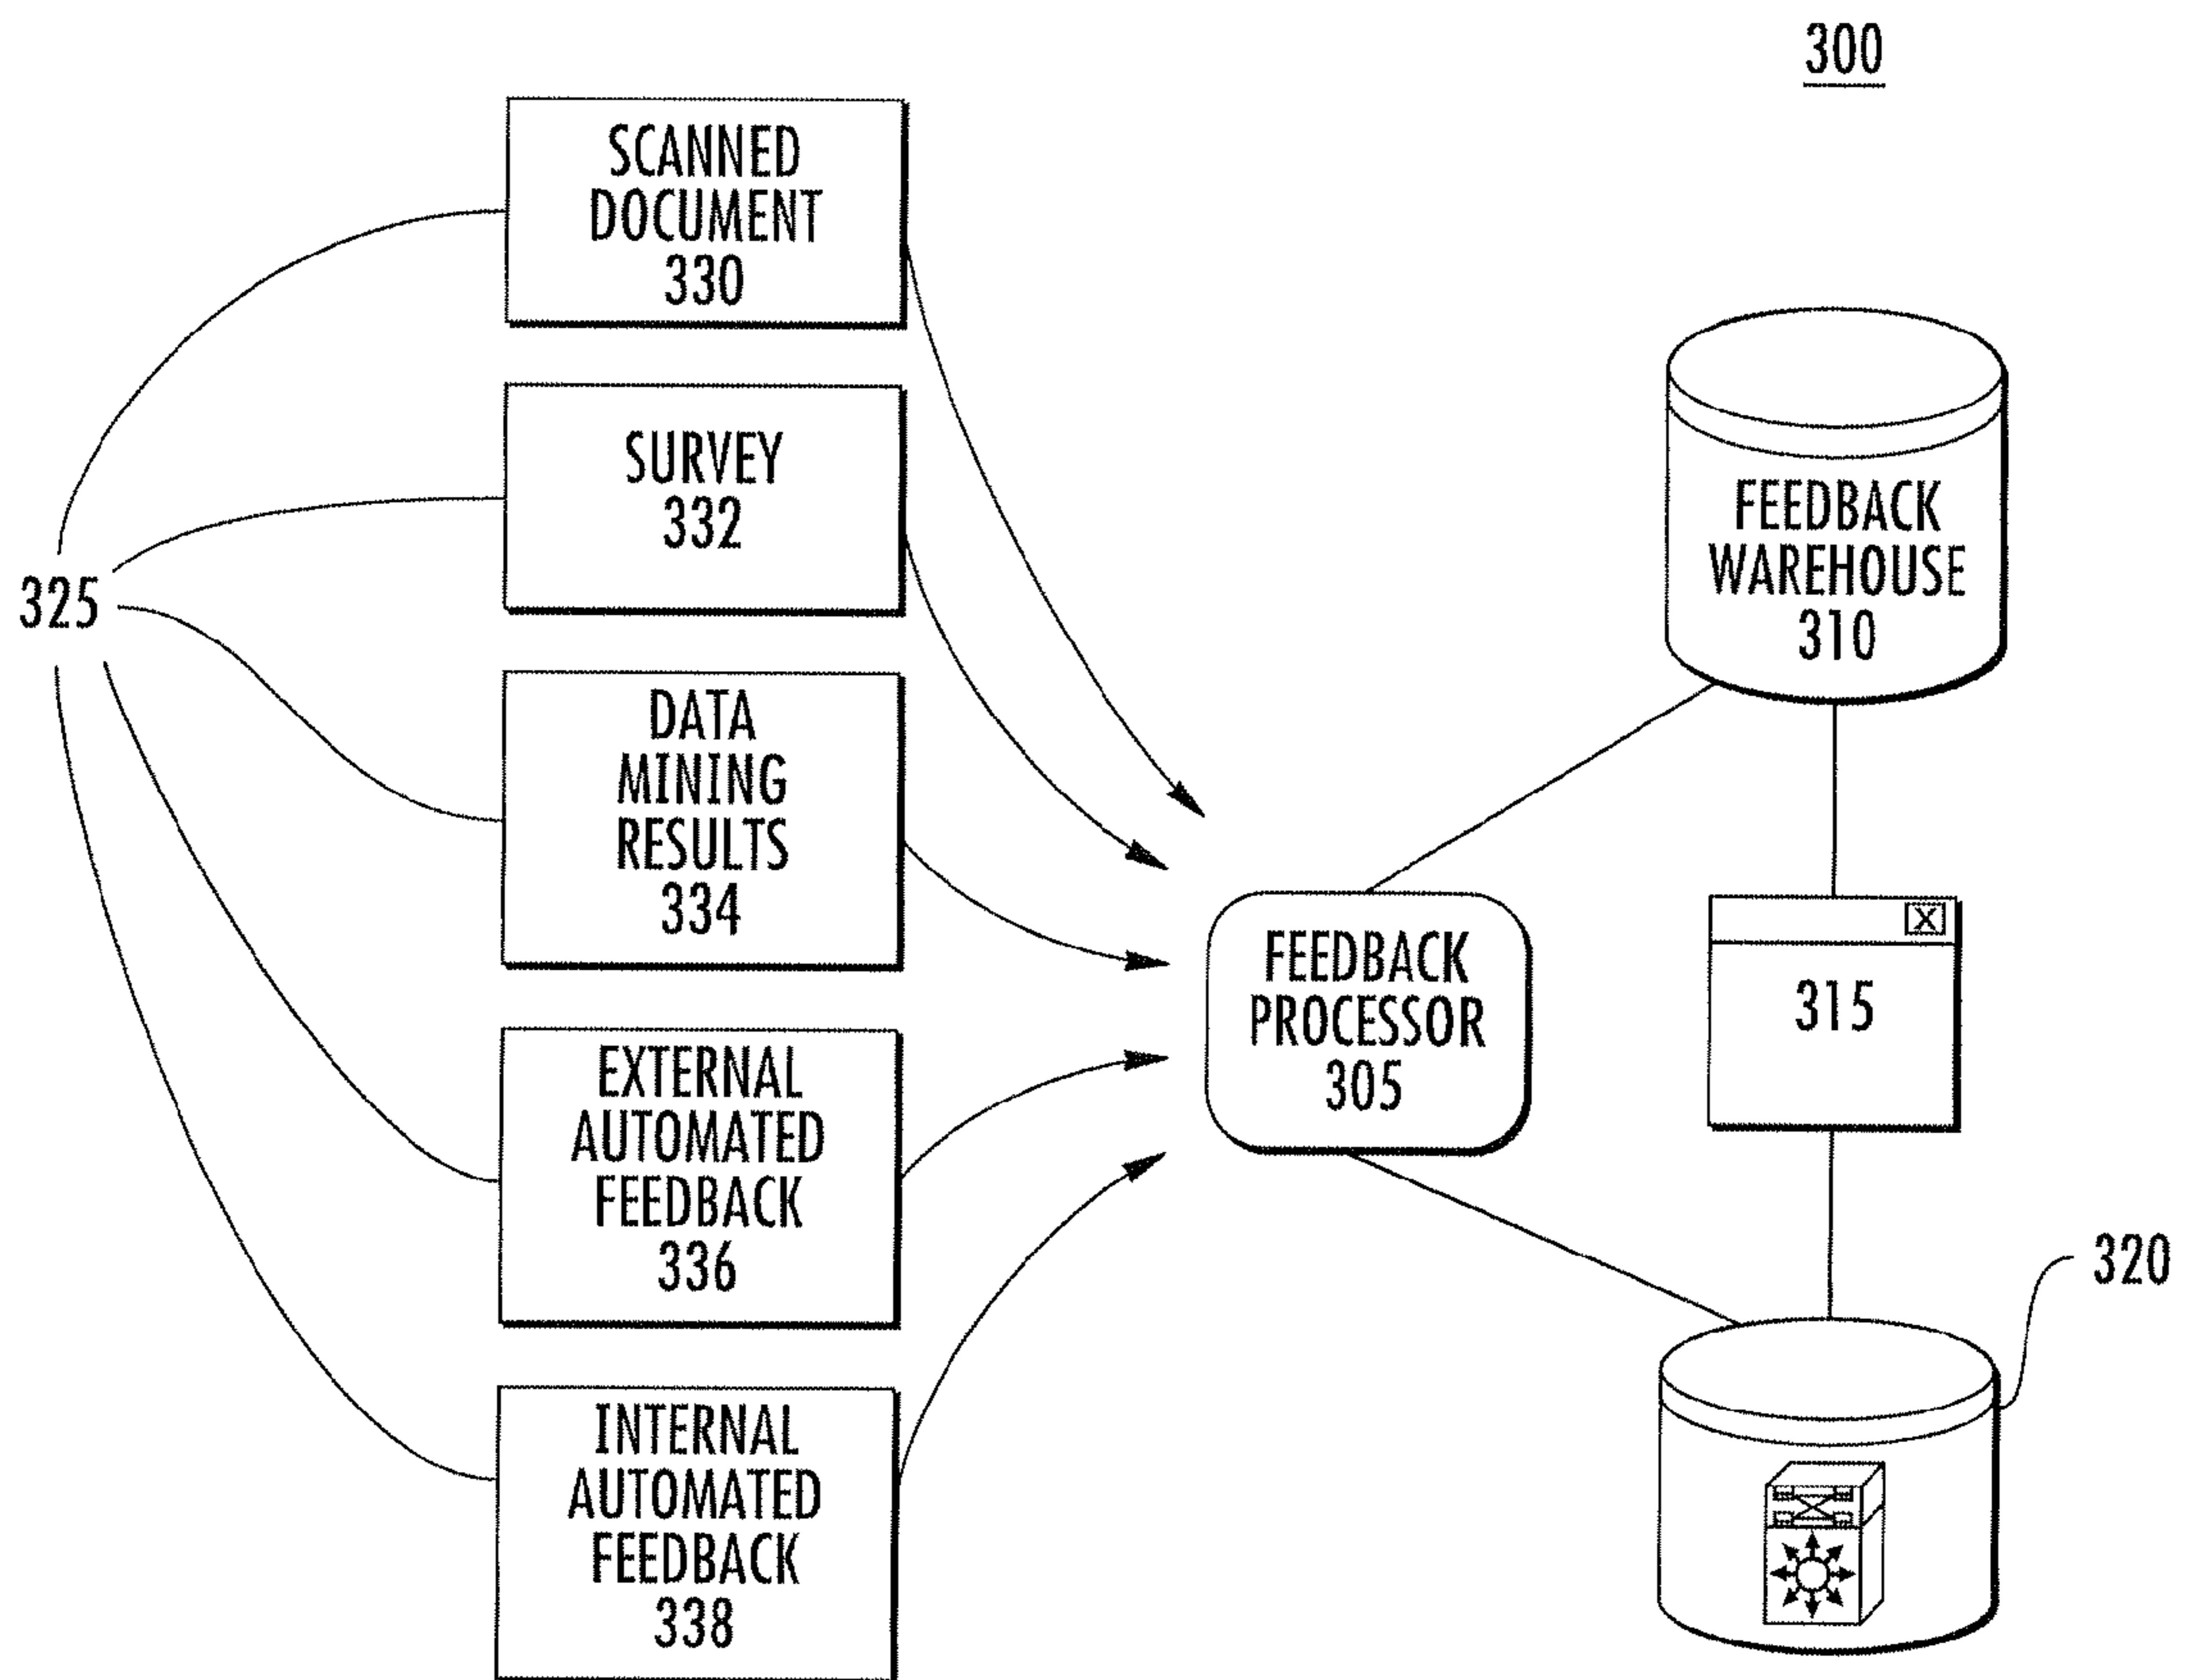 300
SCANNED
DOCUMENT
330
SURVEY
332
325
DATA
MINING
RESULTS
334
EXTERNAL
AUTOMATED
FEEDBACK
336
INTERNAL
AUTOMATED
FEEDBACK
338
FEEDBACK
PROCESSOR
305
FEEDBACK
WAREHOUSE
310
X
315
320